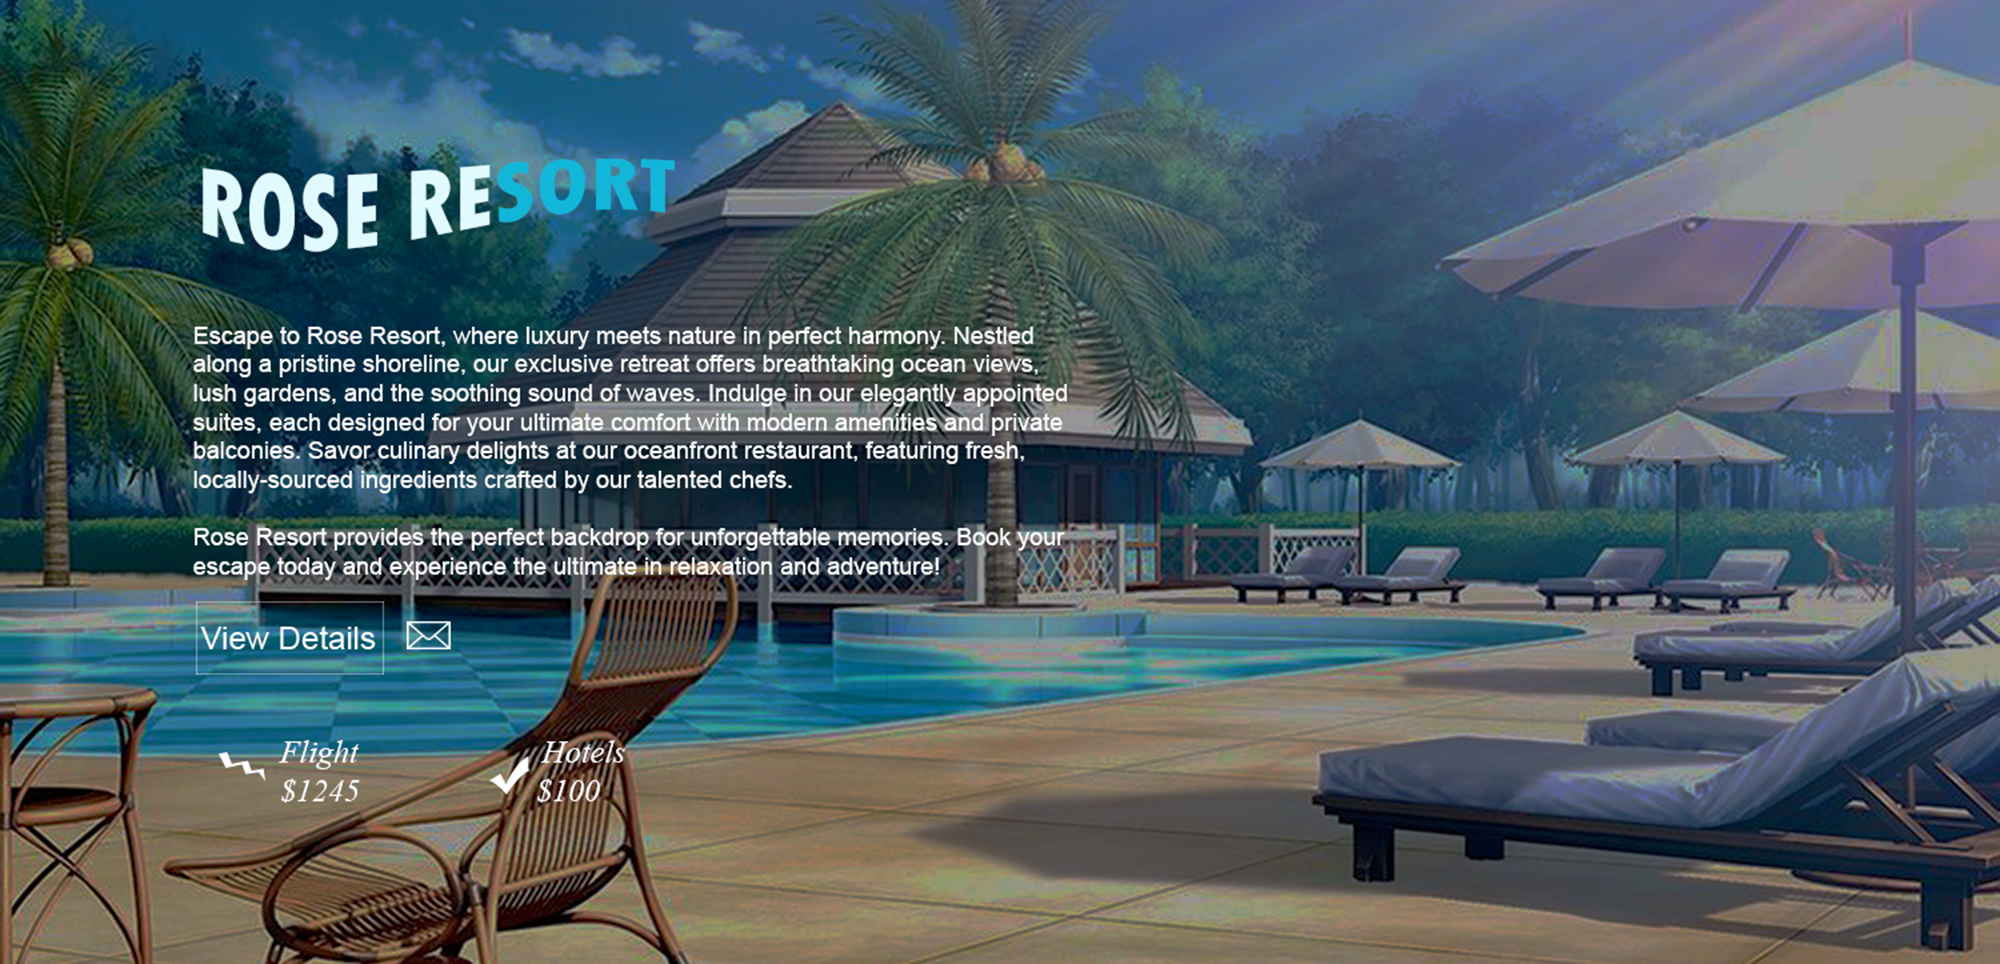 ROSE RESORT
Escape to Rose Resort, where luxury meets nature in perfect harmony. Nestled
along a pristine shoreline, our exclusive retreat offers breathtaking ocean views,
lush gardens, and the soothing sound of waves. Indulge in our elegantly appointed
suites, each designed for your ultimate comfort with modern amenities and private
balconies. Savor culinary delights at our oceanfront restaurant, featuring fresh,
locally-sourced ingredients crafted by our talented chefs.
Rose Resort provides the perfect backdrop for unforgettable memories. Book your
escape today and experience the ultimate in relaxation and adventure!
View Details
Flight
$1245
Hotels
$100